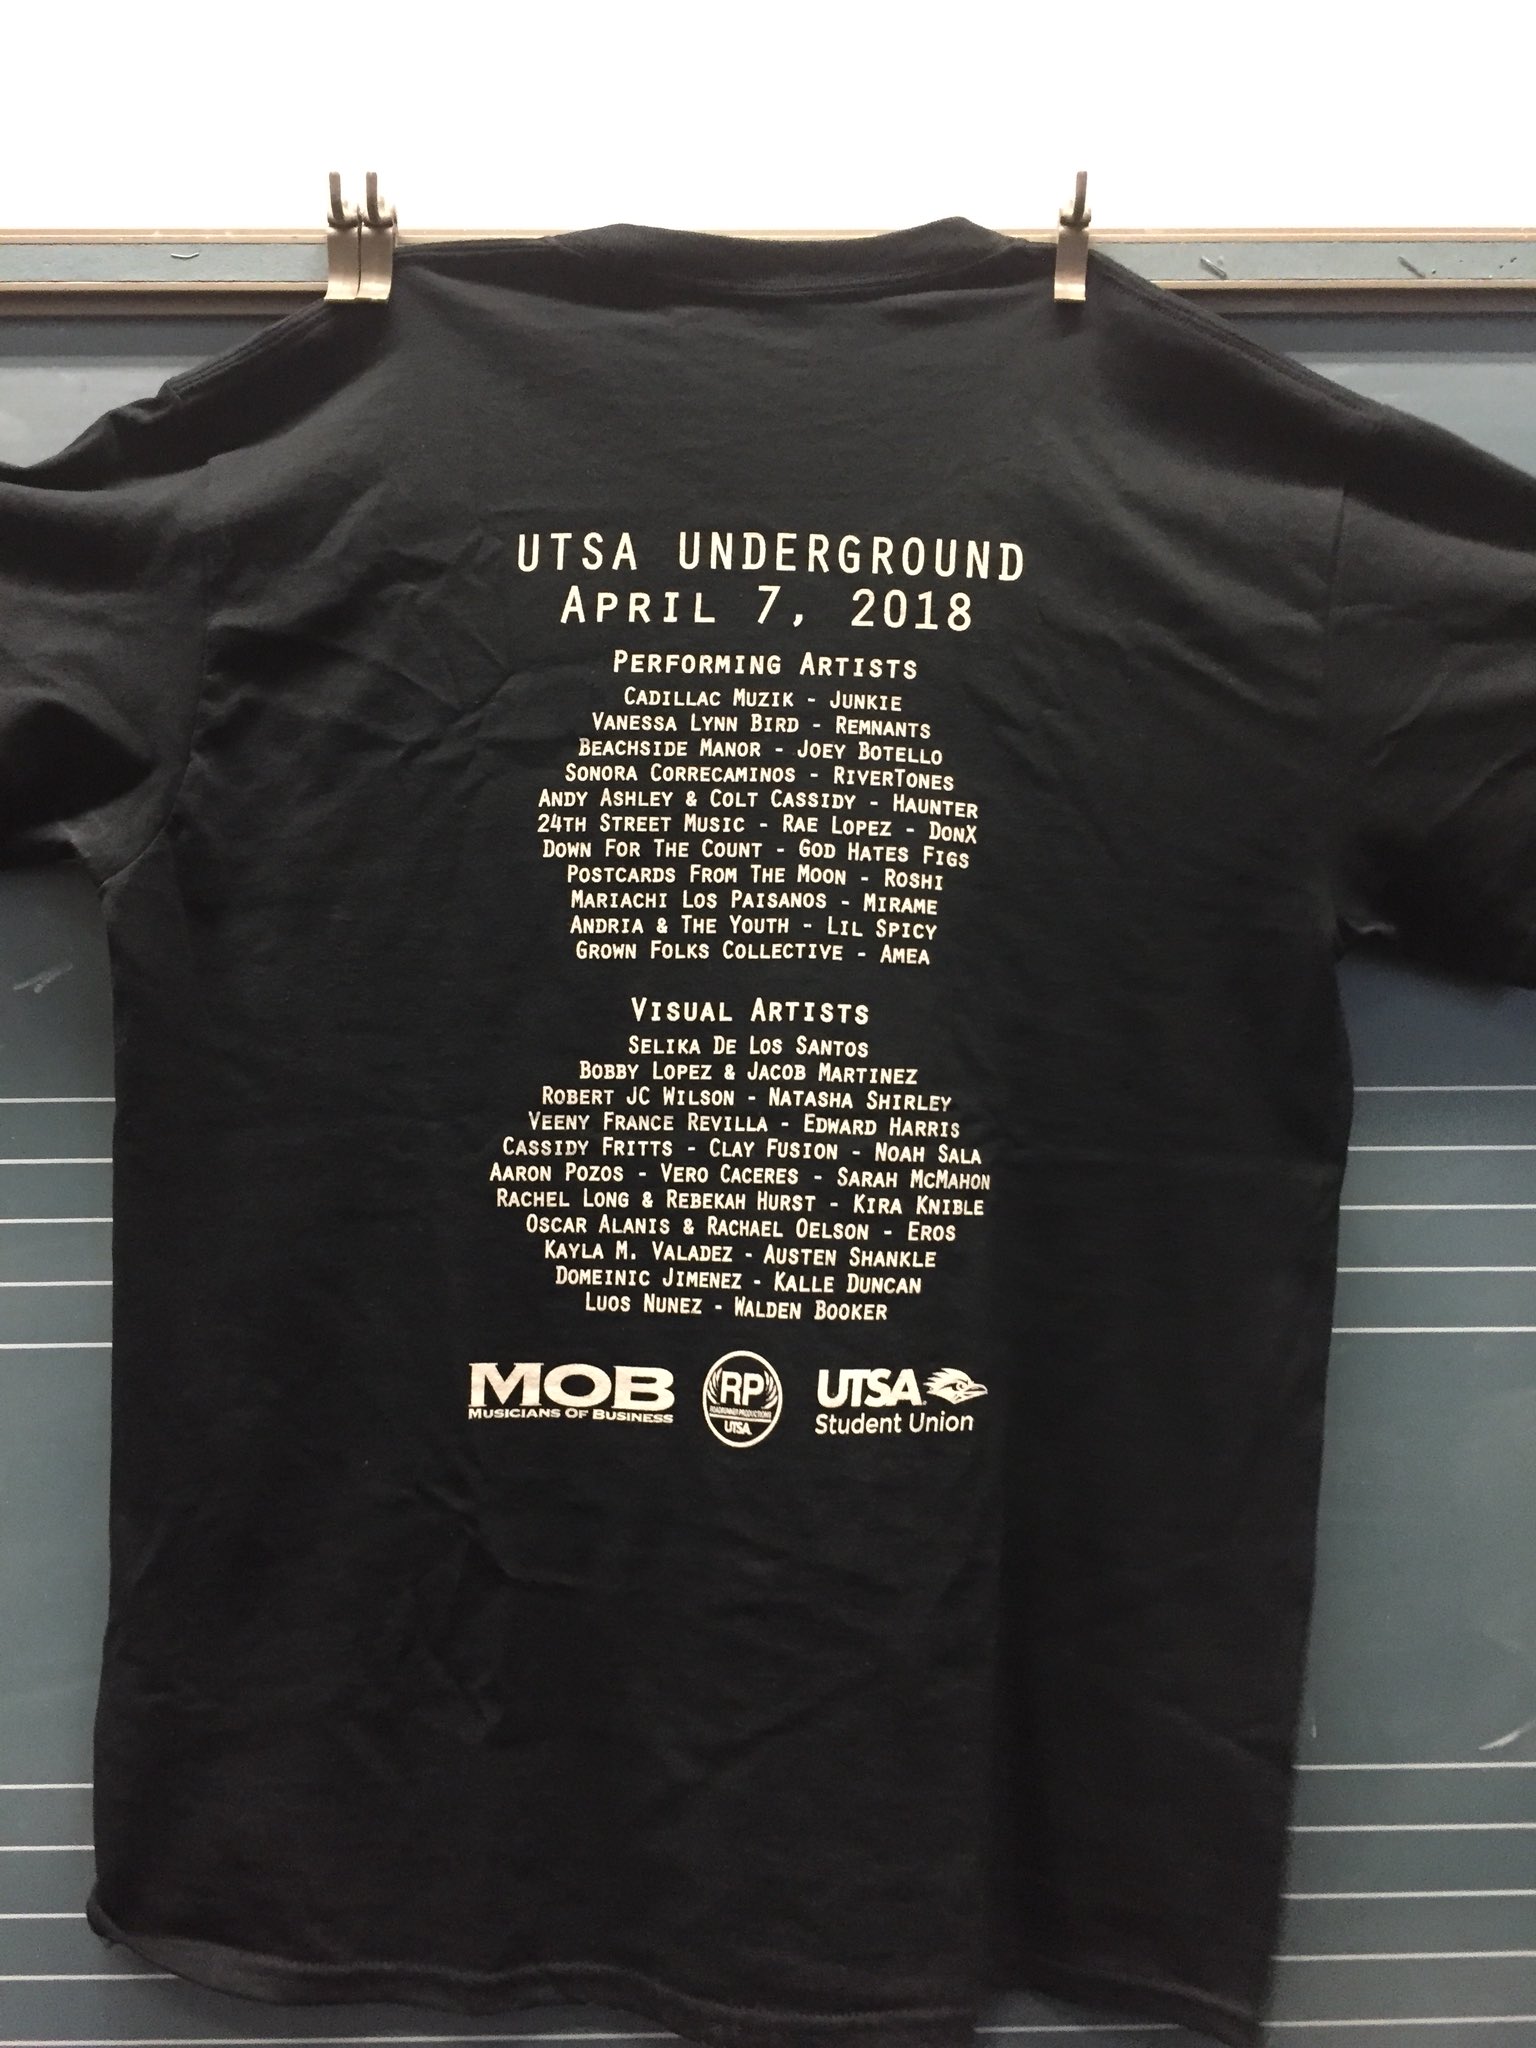 UTSA UNDERGROUND
APRIL 7, 2018
PERFORMING ARTISTS
CADILLAC MUZIK - JUNKIE
VANESSA LYNN BIRD - REMNANTS
BEACHSIDE MANOR - JOEY BOTELLO
SONORA CORRECAMINOS - RIVERTONES
ANDY ASHLEY & COLT CASSIDY - HAUNTER
24TH STREET MUSIC - RAE LOPEZ - DONX
DOWN FOR THE COUNT - GOD HATES FIGS
POSTCARDS FROM THE MOON - ROSHI
MARIACHI LOS PAISANOS - MIRAME
ANDRIA & THE YOUTH - LIL SPICY
GROWN FOLKS COLLECTIVE - AMEA
VISUAL ARTISTS
SELIKA DE LOS SANTOS
BOBBY LOPEZ & JACOB MARTINEZ
ROBERT JC WILSON - NATASHA SHIRLEY
VEENY FRANCE REVILLA - EDWARD HARRIS
CASSIDY FRITTS - CLAY FUSION - NOAH SALA
AARON POZOS - VERO CACERES - SARAH MCMAHON
RACHEL LONG & REBEKAH HURST - KIRA KNIBLE
OSCAR ALANIS & RACHAEL OELSON - EROS
KAYLA M. VALADEZ - AUSTEN SHANKLE
DOMEINIC JIMENEZ - KALLE DUNCAN
LUOS NUNEZ - WALDEN BOOKER
MOB
MUSICIANS OF BUSINESS
RP
ROADRUNNER PRODUCTIONS
UTSA
UTSA
Student Union